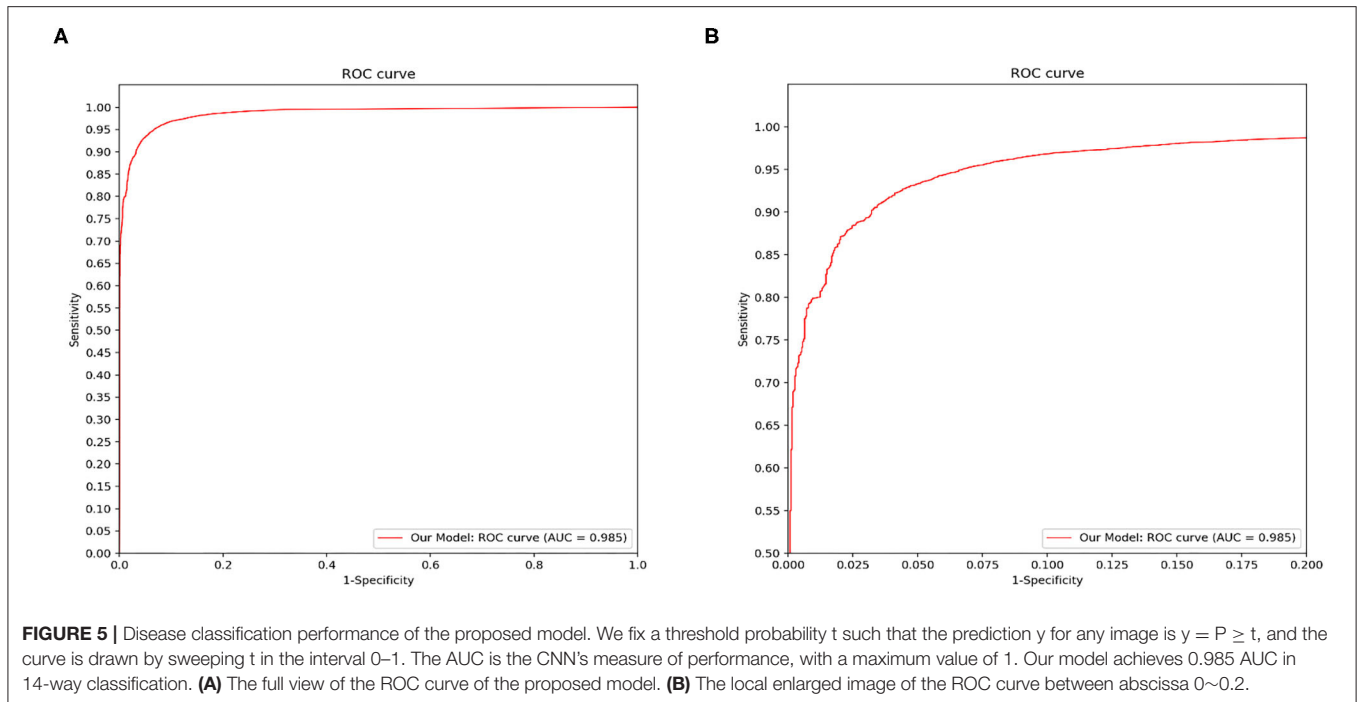 A
ROC curve
1.00
0.95
0.90
0.85
0.80
0.75
0.70
0.65
0.60
0.55
0.50
0.45
0.40
0.35
0.30
0.25
0.20
0.15
0.10
0.05
0.00
Sensitivity
Our Model: ROC curve (AUC = 0.985)
0.0 0.2 0.4 0.6 0.8 1.0
1-Specificity
B
ROC curve
1.00
0.95
0.90
0.85
0.80
0.75
0.70
0.65
0.60
0.55
0.50
Sensitivity
Our Model: ROC curve (AUC = 0.985)
0.000 0.025 0.050 0.075 0.100 0.125 0.150 0.175 0.200
1-Specificity
FIGURE 5 | Disease classification performance of the proposed model. We fix a threshold probability t such that the prediction y for any image is y = P ≥ t, and the
curve is drawn by sweeping t in the interval 0–1. The AUC is the CNN's measure of performance, with a maximum value of 1. Our model achieves 0.985 AUC in
14-way classification. (A) The full view of the ROC curve of the proposed model. (B) The local enlarged image of the ROC curve between abscissa 0~0.2.